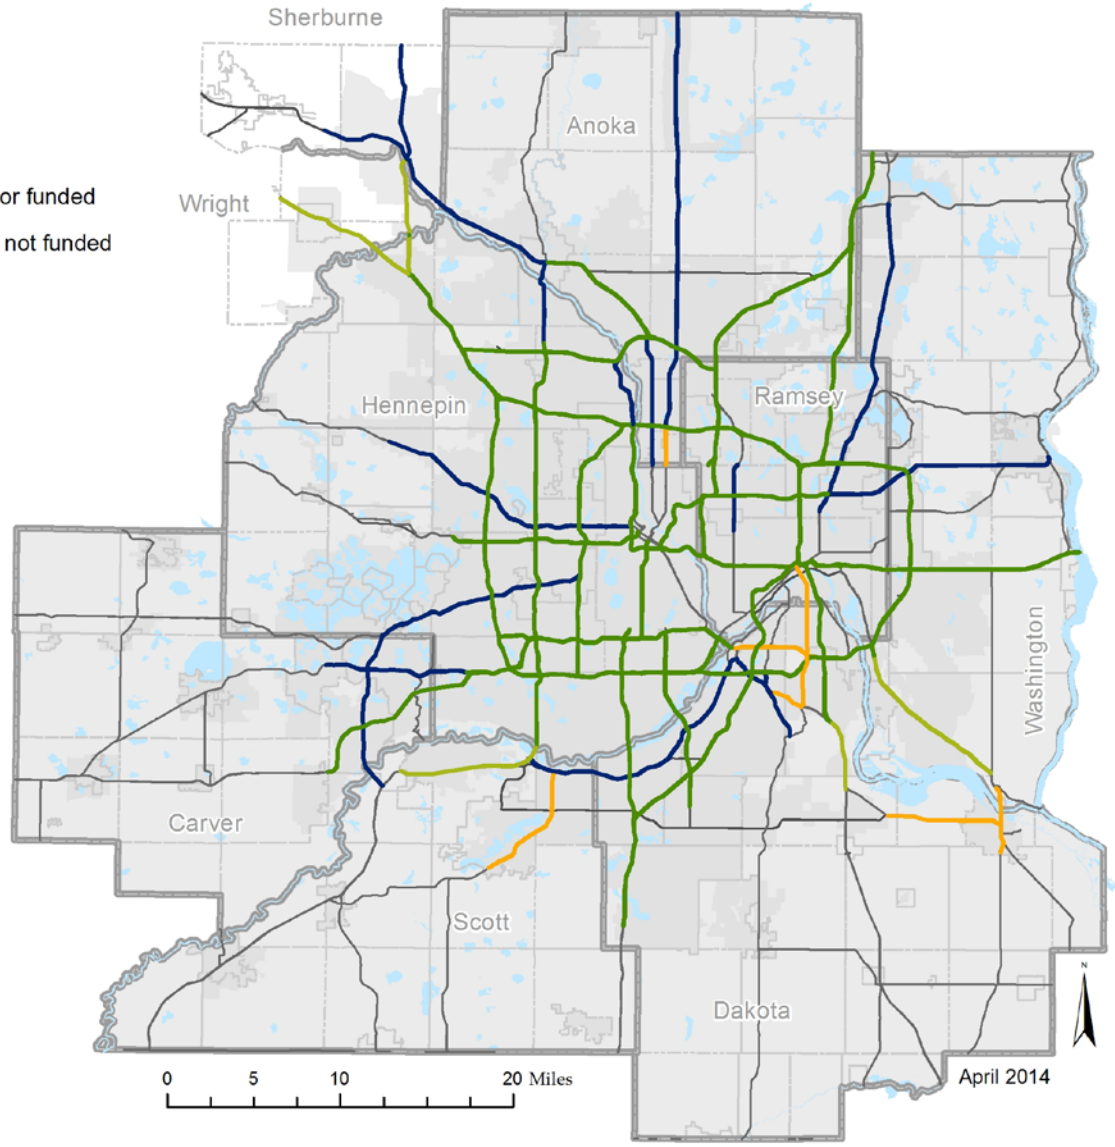 Sherburne
Anoka
or funded
Wright
not funded
Ramsey
Hennepin
Washington
Carver
Scott
N
Dakota
0 5 10 20 Miles
April 2014